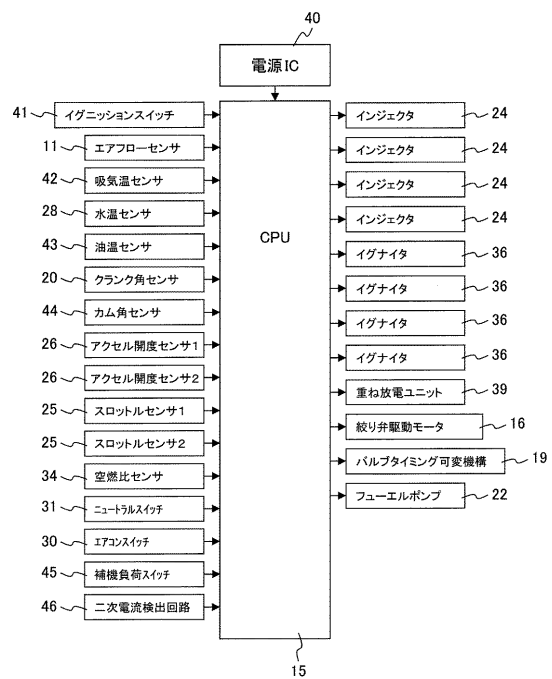 40
電源IC
41
イグニッションスイッチ
11
エアフローセンサ
42
吸気温センサ
28
水温センサ
43
油温センサ
20
クランク角センサ
44
カム角センサ
26
アクセル開度センサ1
26
アクセル開度センサ2
25
スロットルセンサ1
25
スロットルセンサ2
34
空燃比センサ
31
ニュートラルスイッチ
30
エアコンスイッチ
45
補機負荷スイッチ
46
二次電流検出回路
CPU
15
インジェクタ
24
インジェクタ
24
インジェクタ
24
インジェクタ
24
イグナイタ
36
イグナイタ
36
イグナイタ
36
イグナイタ
36
重ね放電ユニット
39
絞り弁駆動モータ
16
バルブタイミング可変機構
19
フューエルポンプ
22